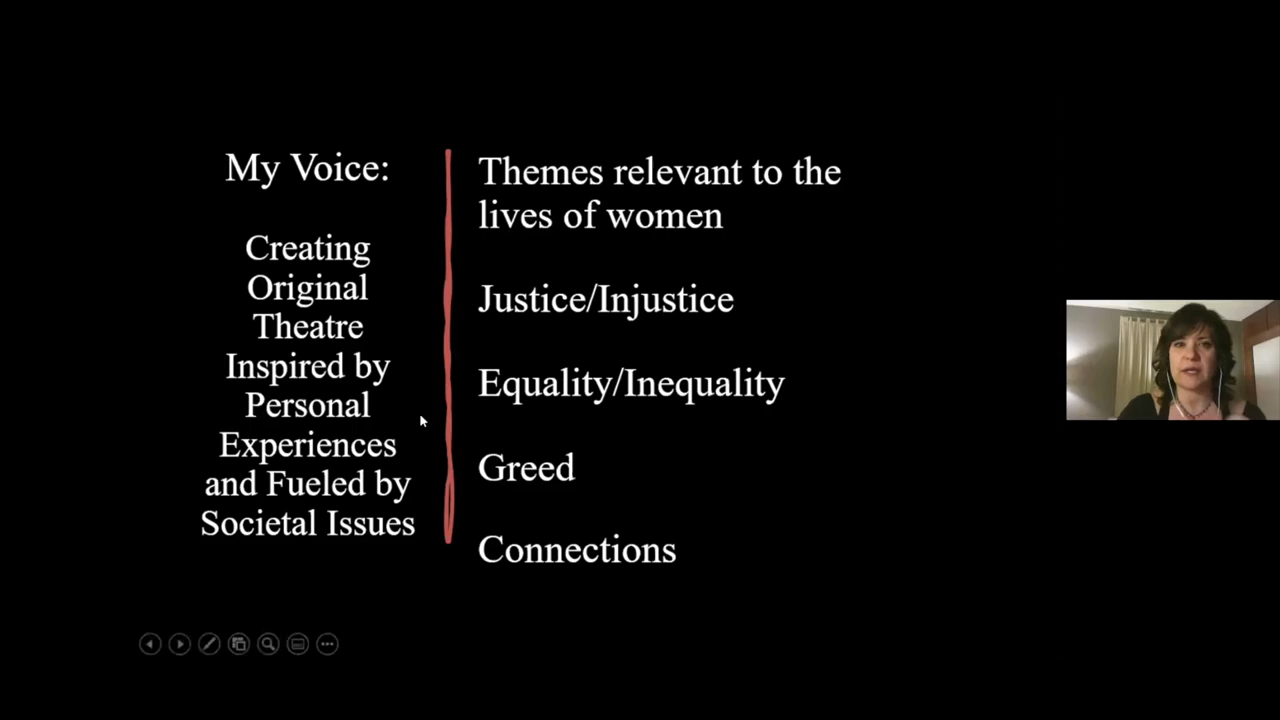 My Voice:
Creating
Original
Theatre
Inspired by
Personal
Experiences
and Fueled by
Societal Issues
Themes relevant to the
lives of women
Justice/Injustice
Equality/Inequality
Greed
Connections